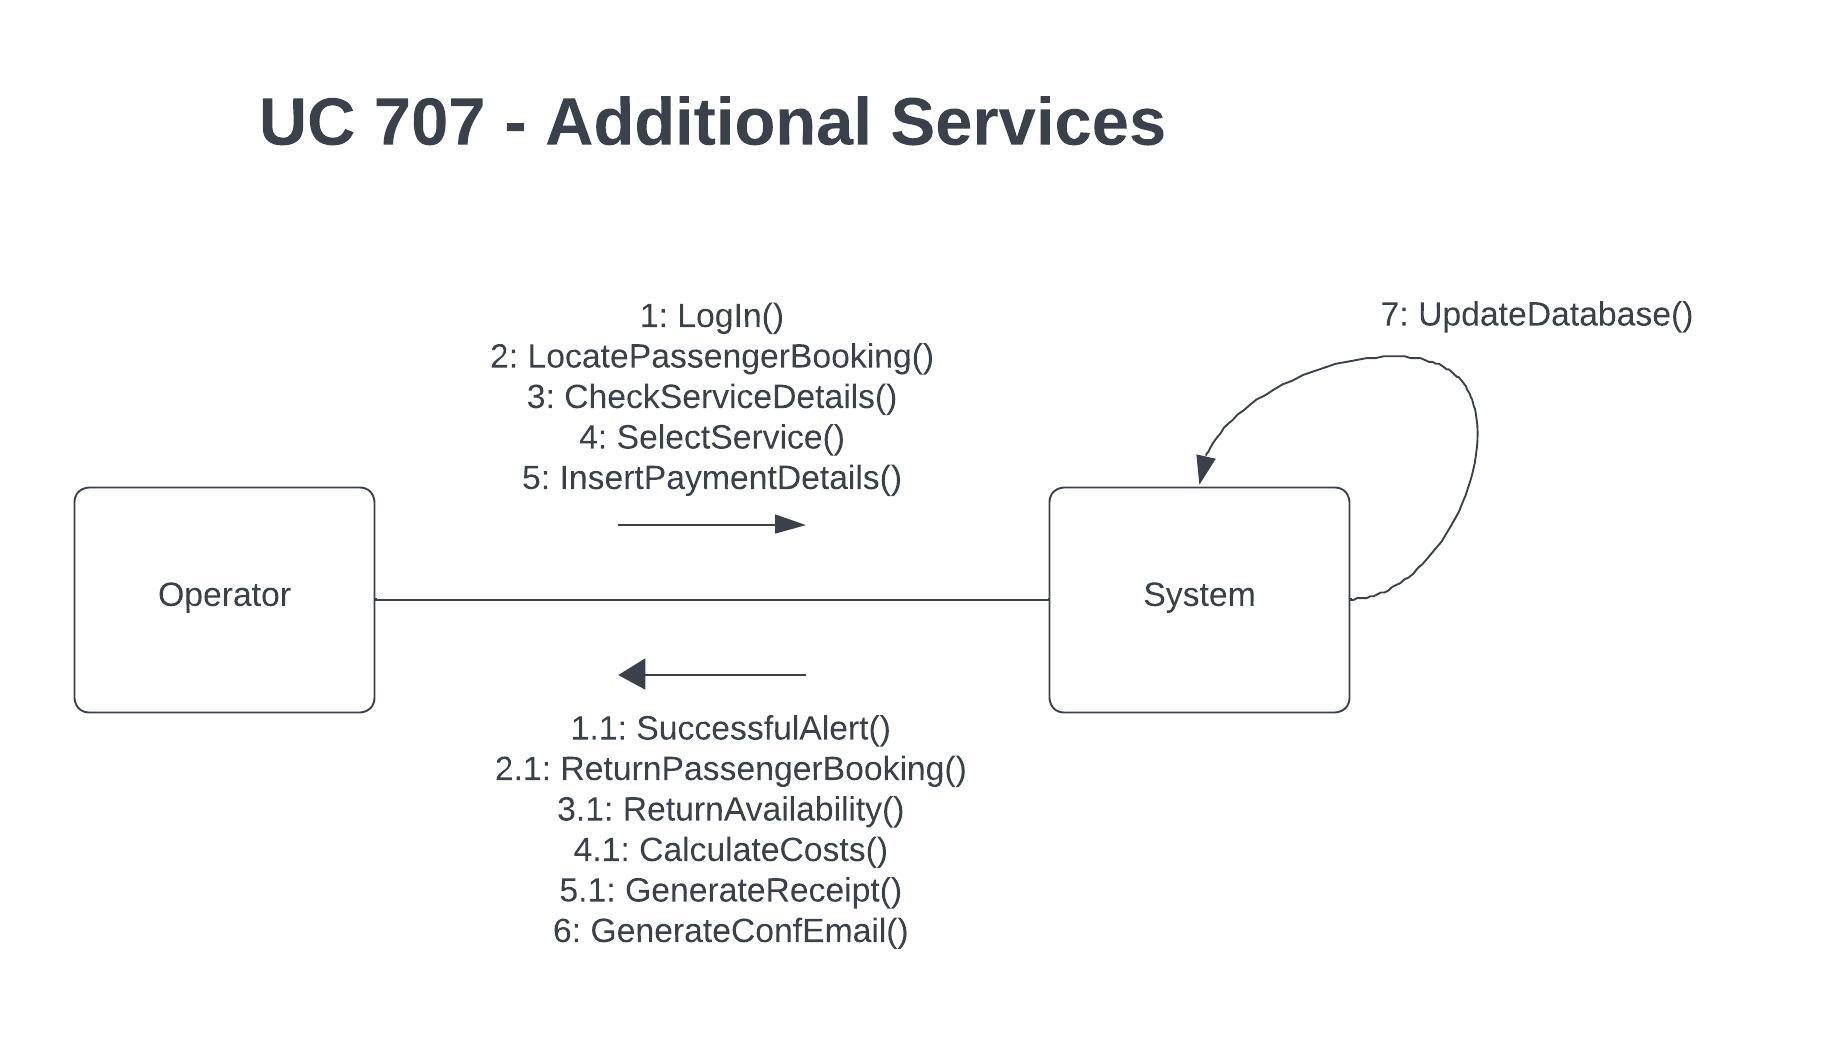 UC 707 - Additional Services
1: LogIn()
2: LocatePassengerBooking()
3: CheckServiceDetails()
4: SelectService()
5: InsertPaymentDetails()
7: UpdateDatabase()
Operator
System
1.1: SuccessfulAlert()
2.1: ReturnPassengerBooking()
3.1: ReturnAvailability()
4.1: CalculateCosts()
5.1: GenerateReceipt()
6: GenerateConfEmail()